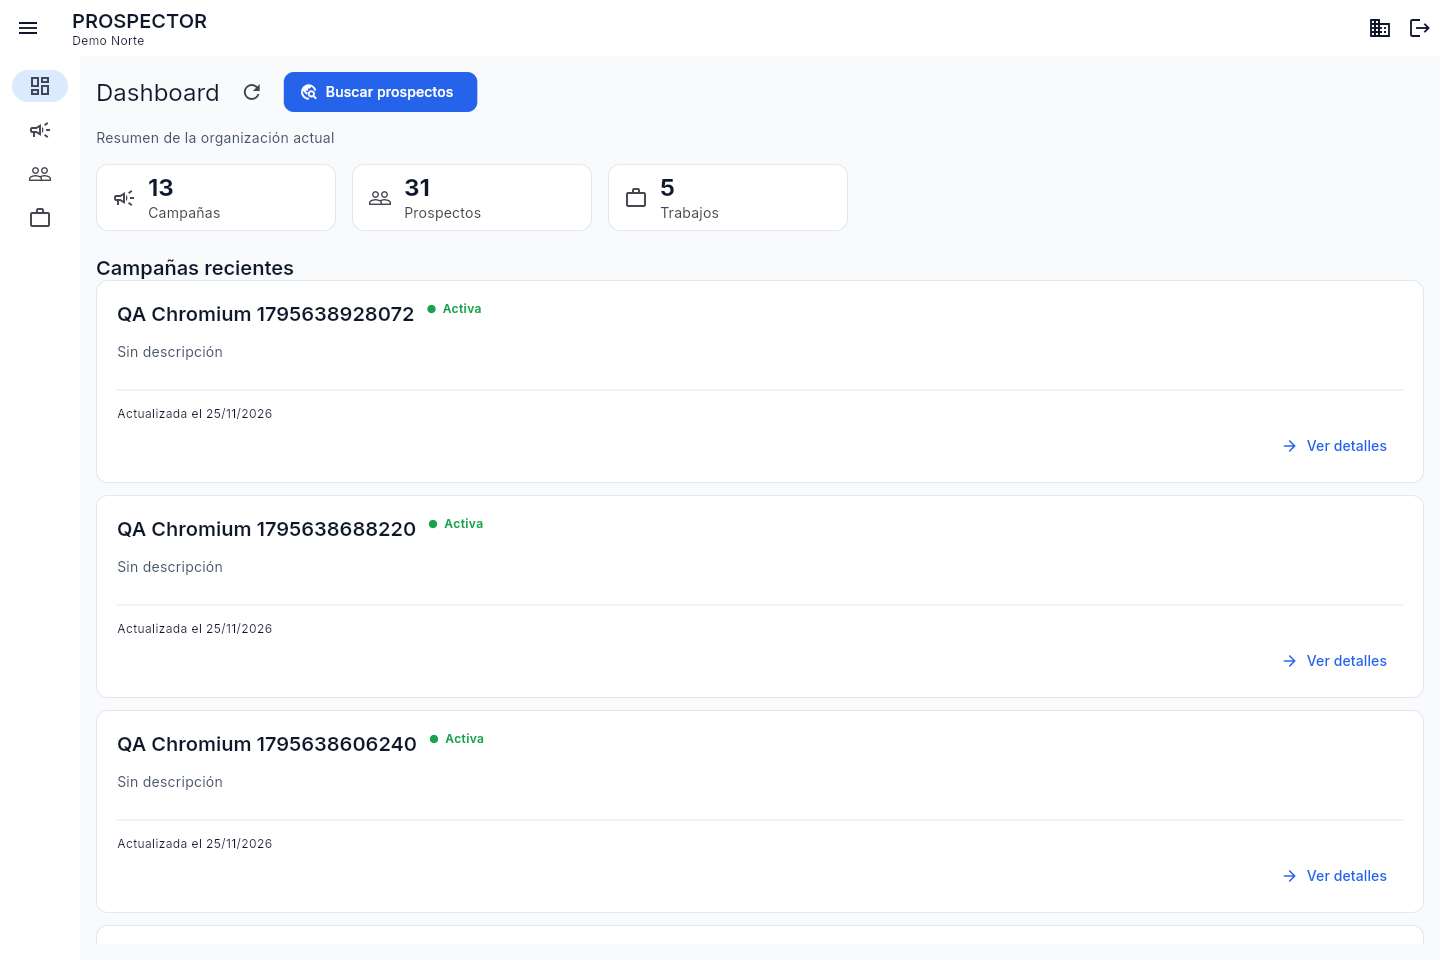 PROSPECTOR
Demo Norte
Dashboard
Buscar prospectos
Resumen de la organización actual
13
Campañas
31
Prospectos
5
Trabajos
Campañas recientes
QA Chromium 1795638928072
Activa
Sin descripción
Actualizada el 25/11/2026
Ver detalles
QA Chromium 1795638688220
Activa
Sin descripción
Actualizada el 25/11/2026
Ver detalles
QA Chromium 1795638606240
Activa
Sin descripción
Actualizada el 25/11/2026
Ver detalles